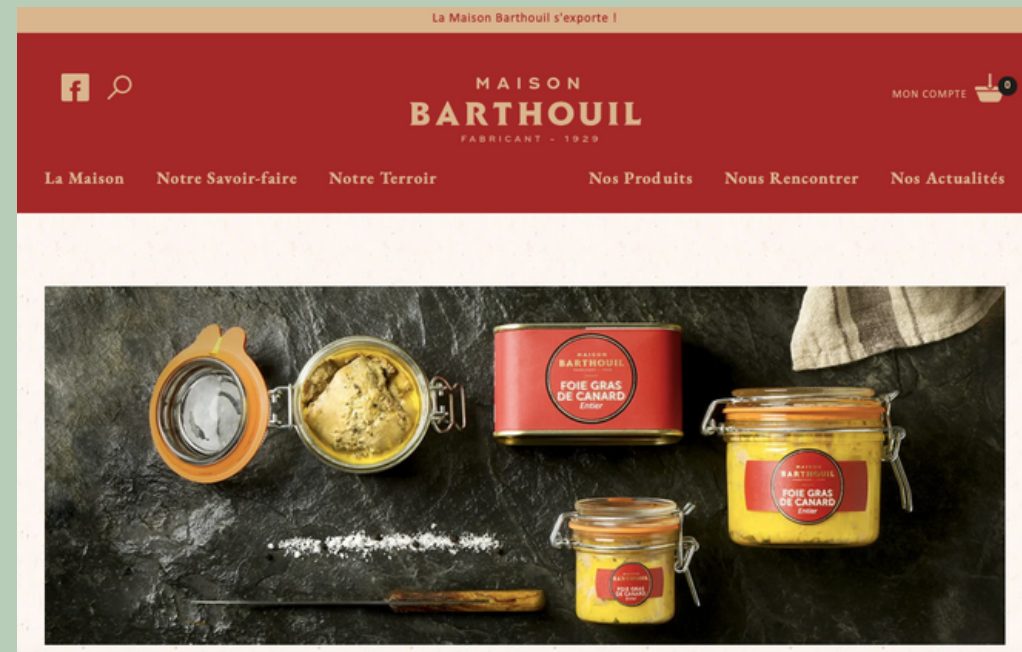 La Maison Barthouil s'exporte !
MAISON
BARTHOUIL
FABRICANT - 1929
MON COMPTE
0
La Maison
Notre Savoir-faire
Notre Terroir
Nos Produits
Nous Rencontrer
Nos Actualités
MAISON
BARTHOUIL
FOIE GRAS
DE CANARD
Entier
MAISON
BARTHOUIL
FOIE GRAS
DE CANARD
Entier
BARTHOUIL
FOIE GRAS
DE CANARD